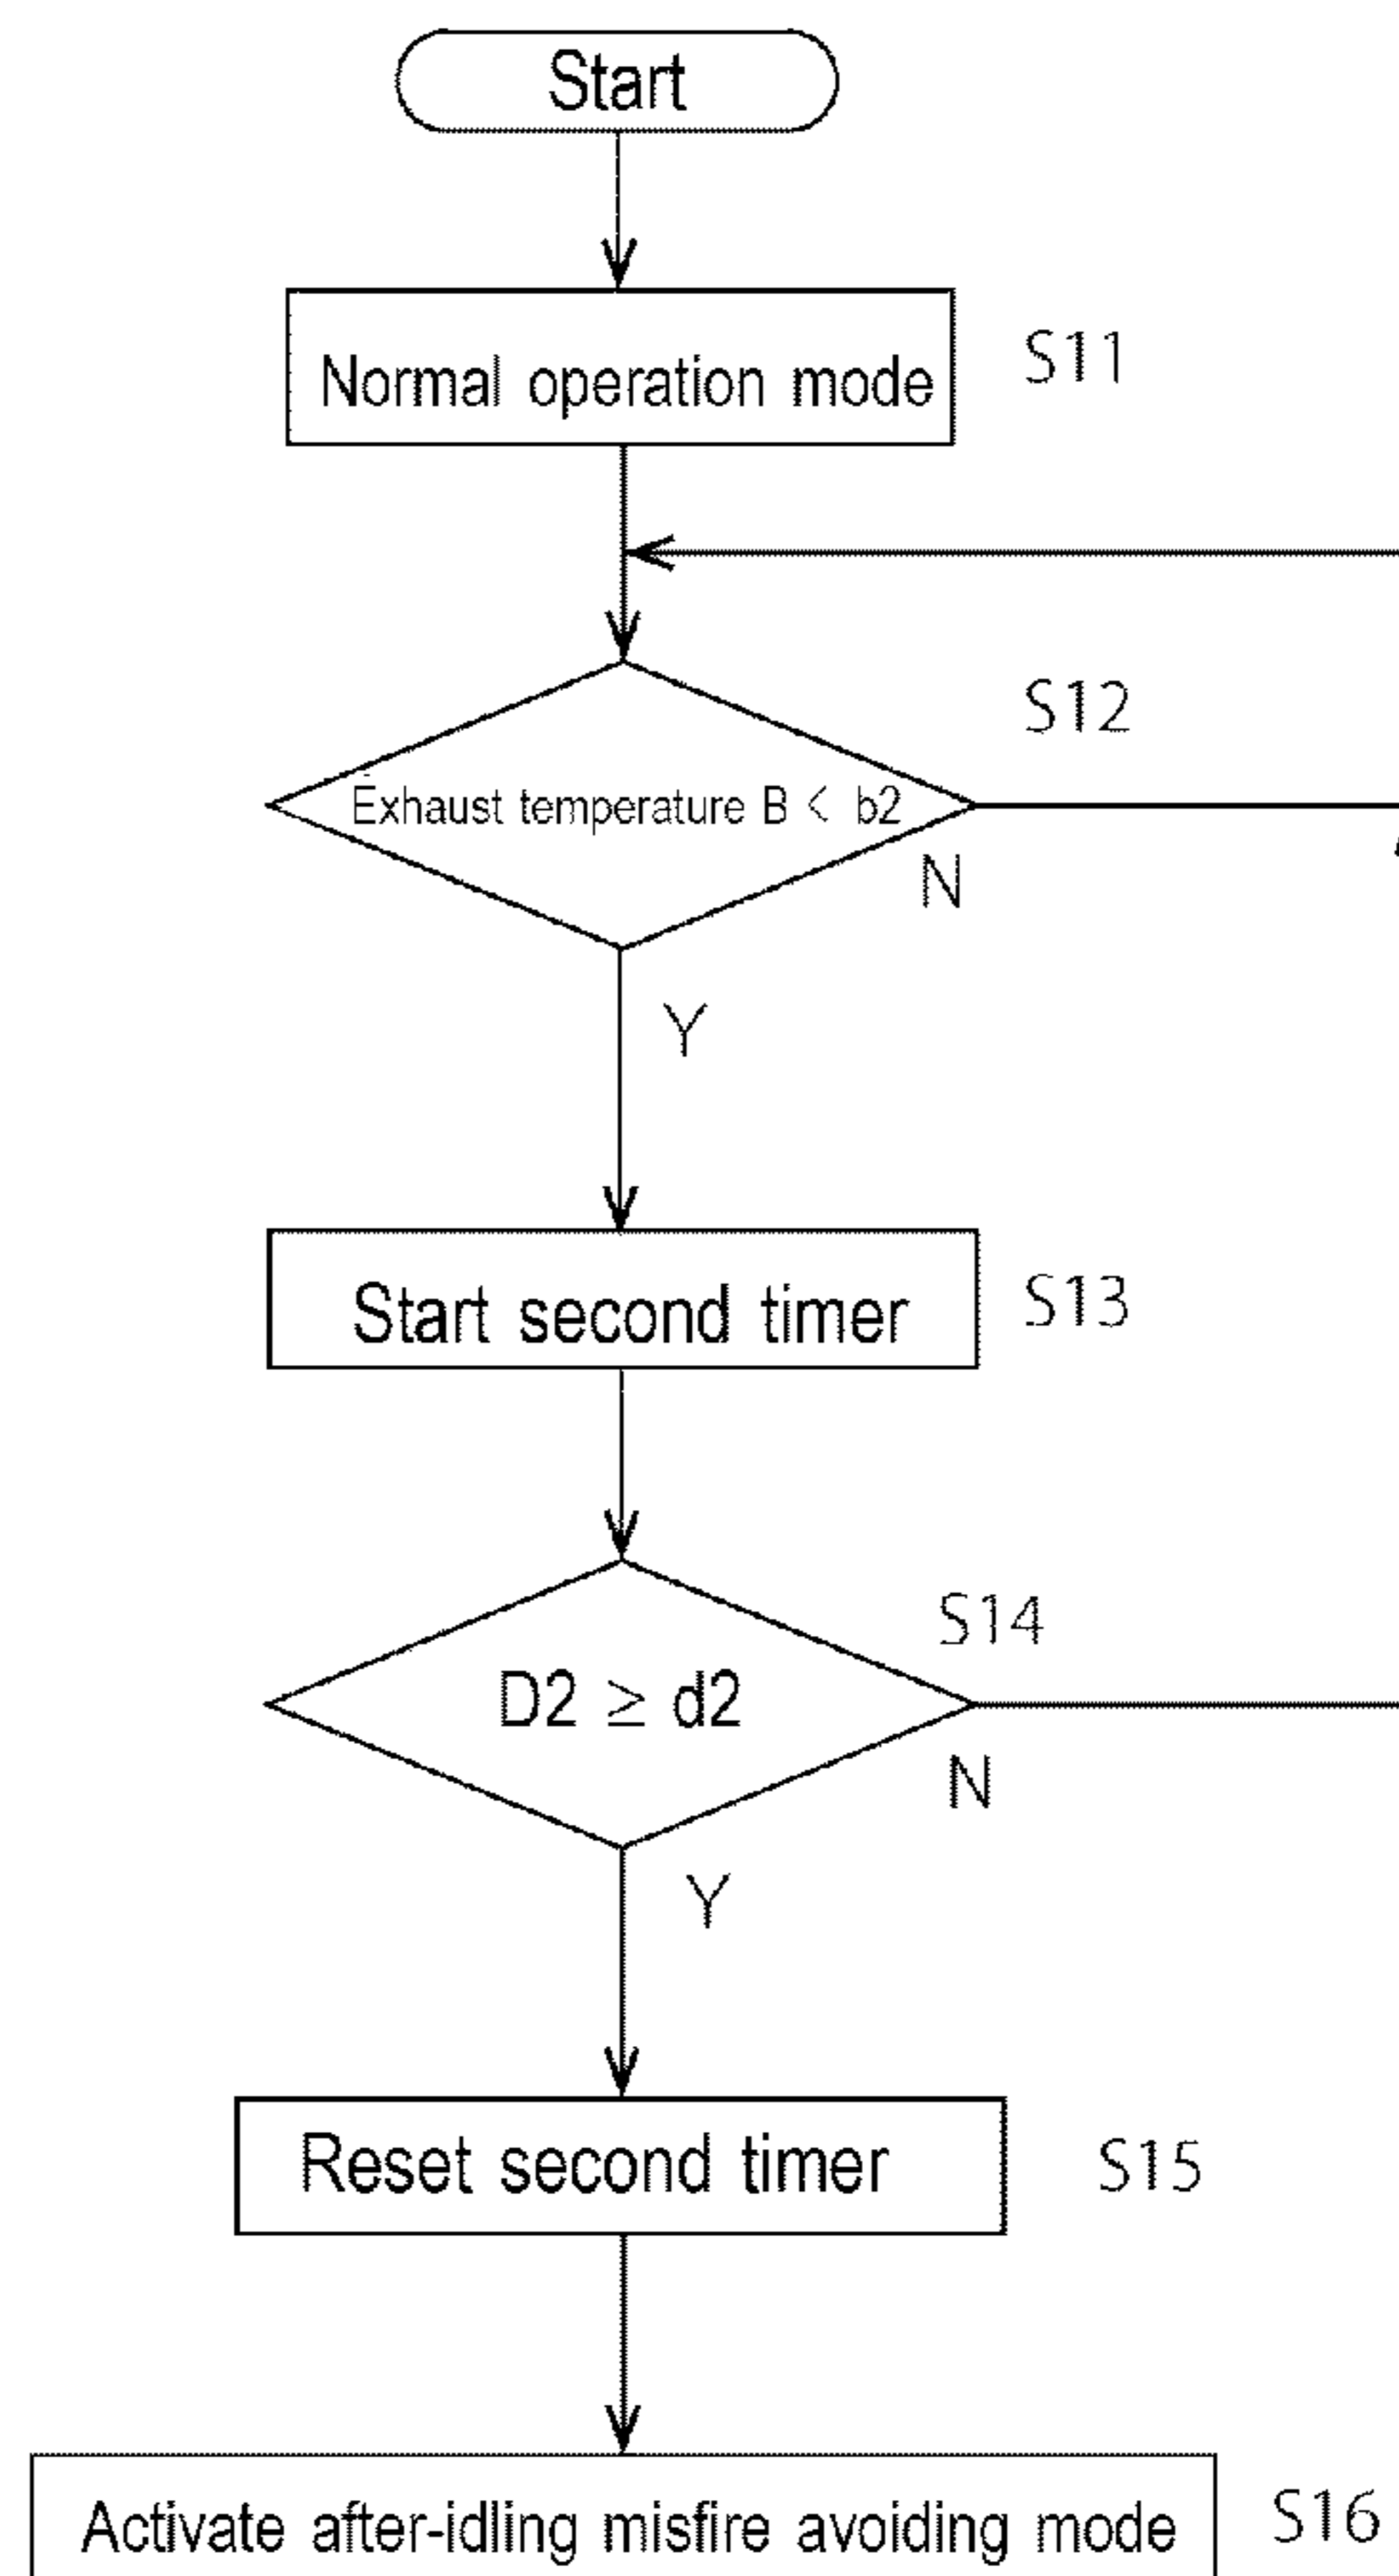 Start
Normal operation mode
S11
S12
Exhaust temperature B < b2
N
Y
Start second timer
S13
S14
D2 ≥ d2
N
Y
Reset second timer
S15
Activate after-idling misfire avoiding mode
S16